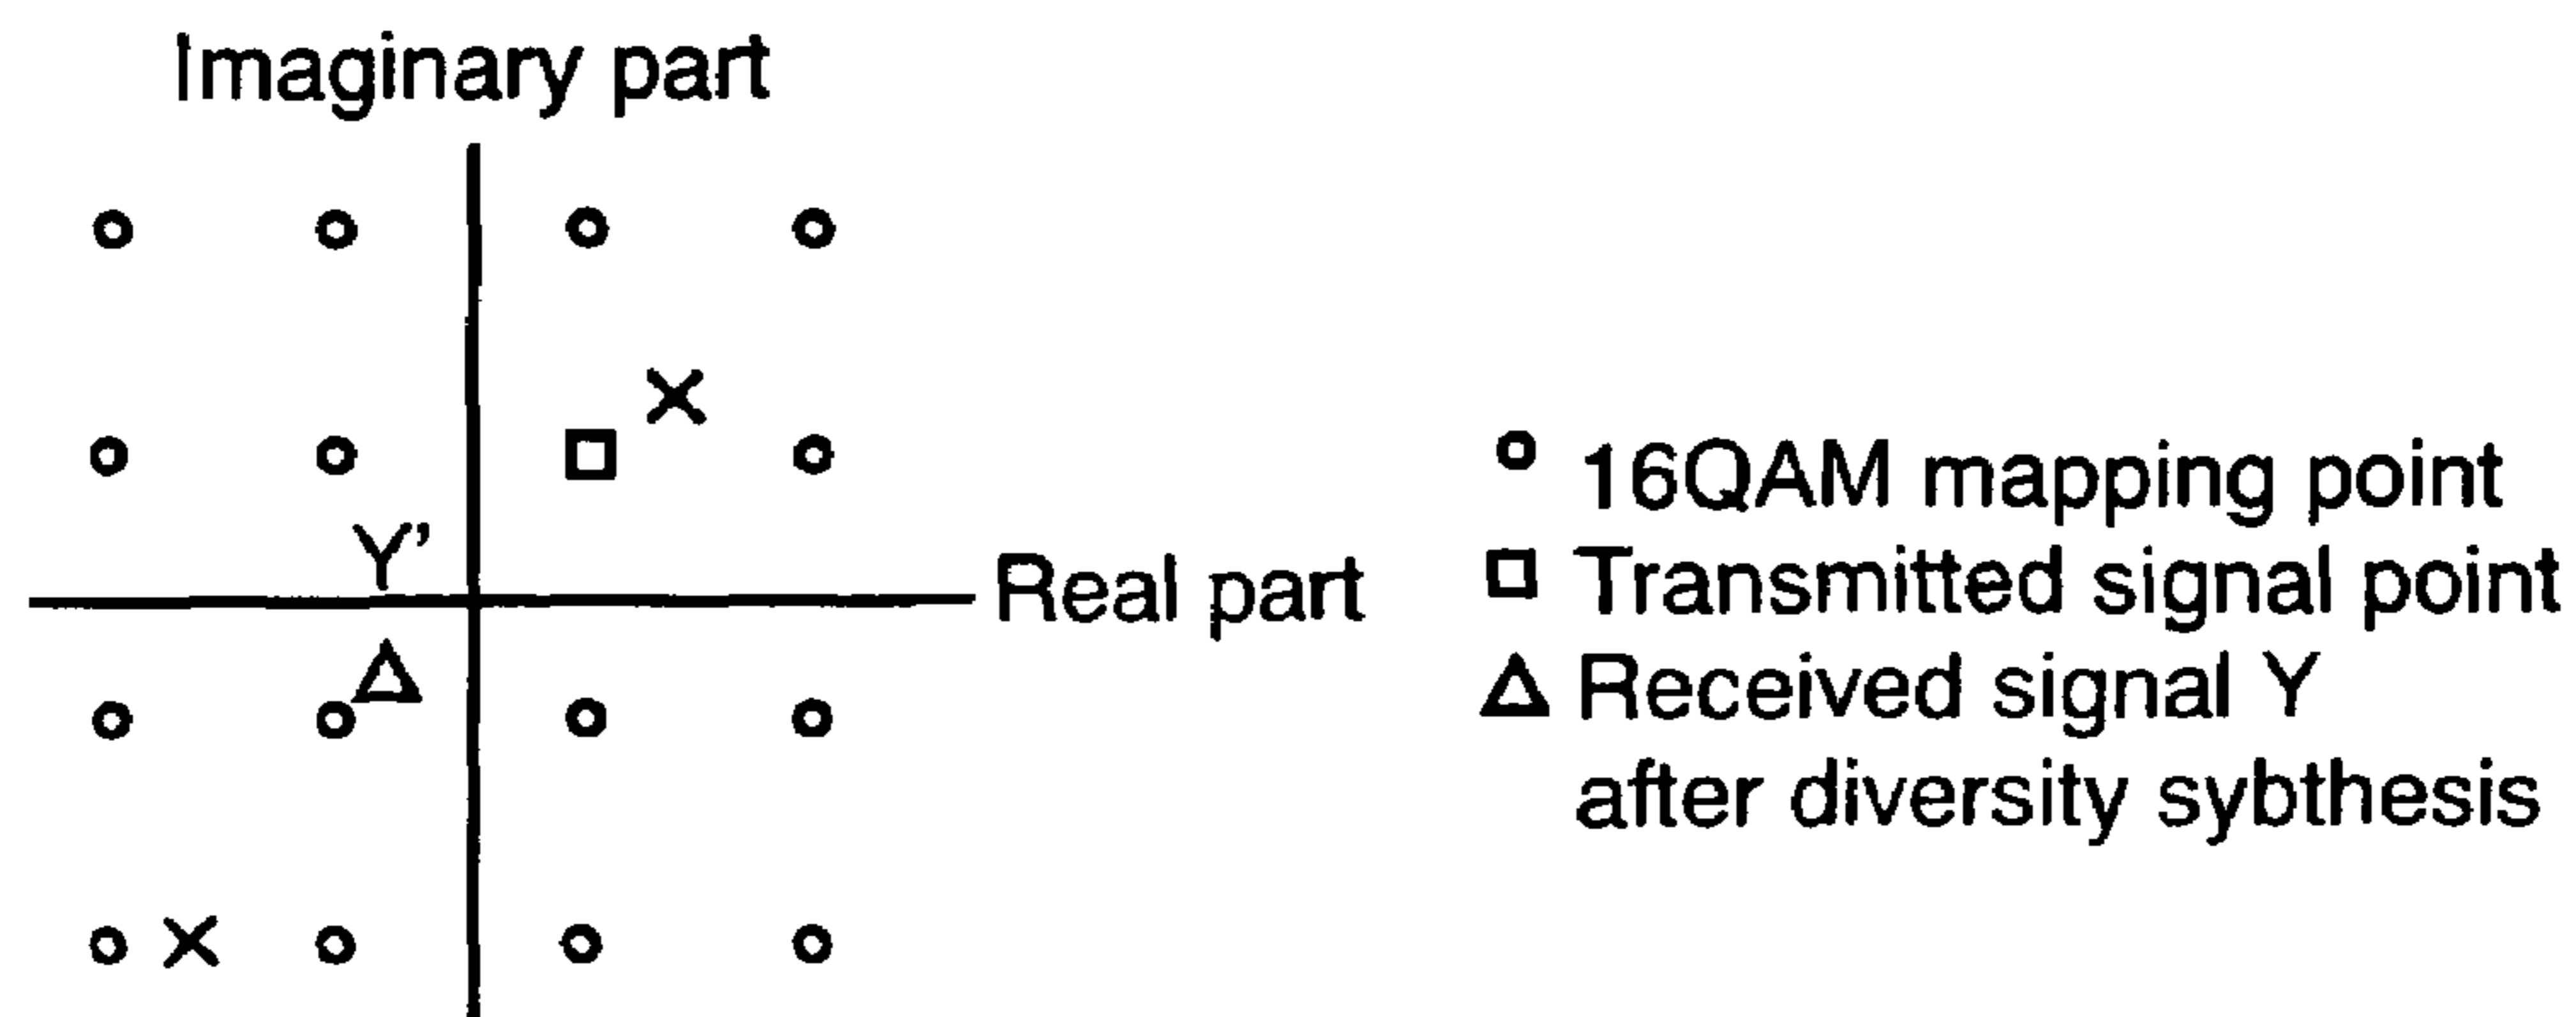 Imaginary part
Y'
Real part
16QAM mapping point
Transmitted signal point
Received signal Y
after diversity sybthesis